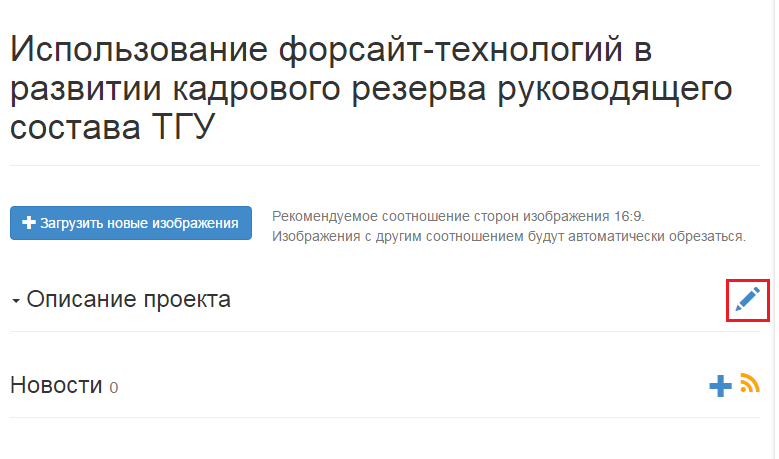 Использование форсайт-технологий в
развитии кадрового резерва руководящего
состава ТГУ
Загрузить новые изображения
Рекомендуемое соотношение сторон изображения 16:9.
Изображения с другим соотношением будут автоматически обрезаться.
Описание проекта
Новости 0